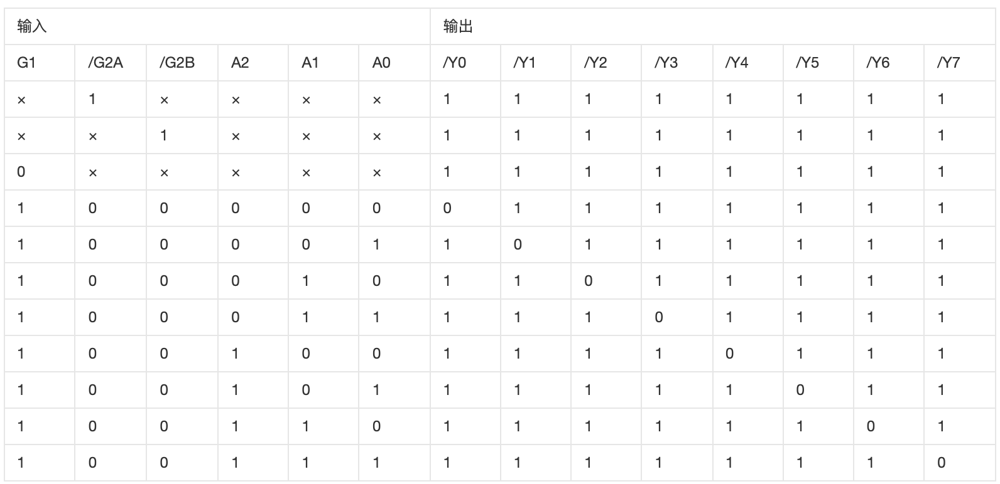 输入 输出
G1 /G2A /G2B A2 A1 A0 /Y0 /Y1 /Y2 /Y3 /Y4 /Y5 /Y6 /Y7
× 1 × × × × 1 1 1 1 1 1 1 1
× × 1 × × × 1 1 1 1 1 1 1 1
0 × × × × × 1 1 1 1 1 1 1 1
1 0 0 0 0 0 0 1 1 1 1 1 1 1
1 0 0 0 0 1 1 0 1 1 1 1 1 1
1 0 0 0 1 0 1 1 0 1 1 1 1 1
1 0 0 0 1 1 1 1 1 0 1 1 1 1
1 0 0 1 0 0 1 1 1 1 0 1 1 1
1 0 0 1 0 1 1 1 1 1 1 0 1 1
1 0 0 1 1 0 1 1 1 1 1 1 0 1
1 0 0 1 1 1 1 1 1 1 1 1 1 0